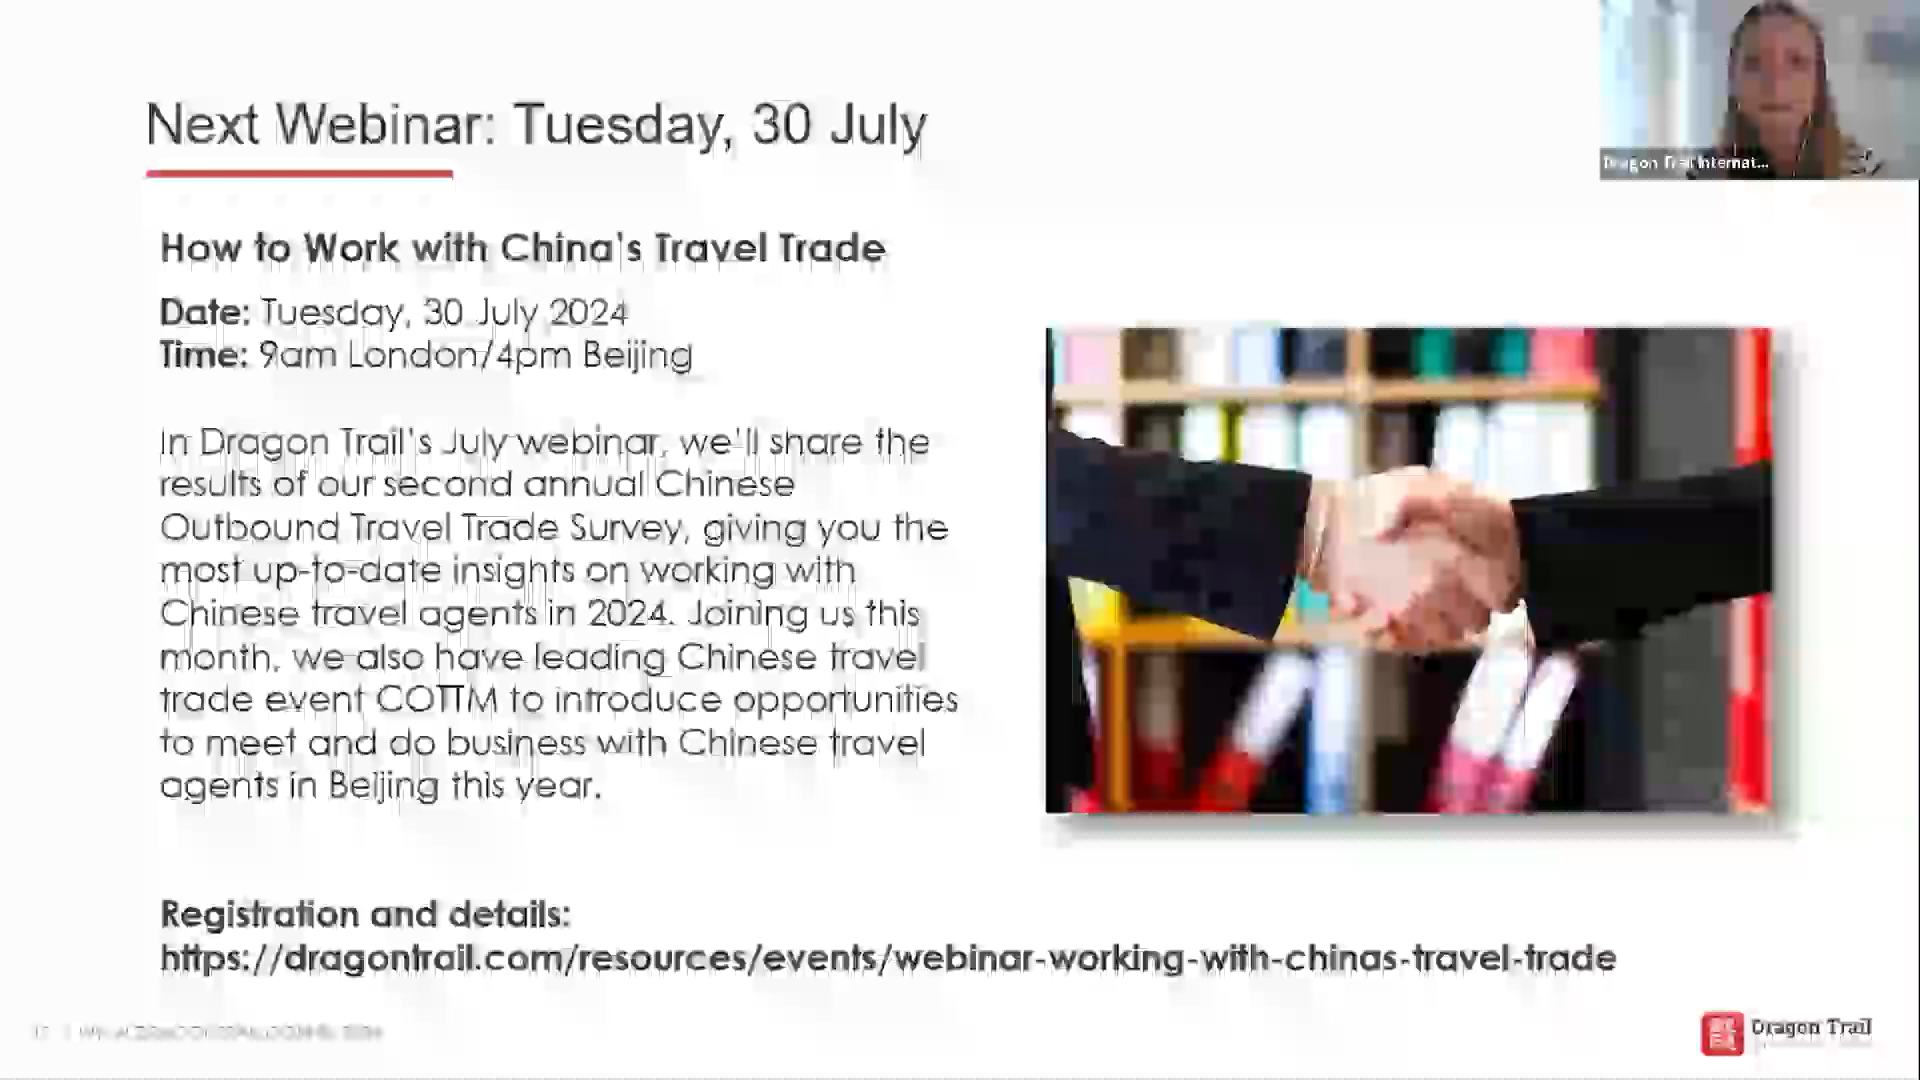 Next Webinar: Tuesday, 30 July
How to Work with China's Travel Trade
Date: Tuesday, 30 July 2024
Time: 9am London/4pm Beijing
In Dragon Trail's July webinar, we'll share the
results of our second annual Chinese
Outbound Travel Trade Survey, giving you the
most up-to-date insights on working with
Chinese travel agents in 2024. Joining us this
month, we also have leading Chinese travel
trade event COTTM to introduce opportunities
to meet and do business with Chinese travel
agents in Beijing this year.
Registration and details:
https://dragontrail.com/resources/events/webinar-working-with-chinas-travel-trade
Dragon Trail Internat...
Dragon Trail